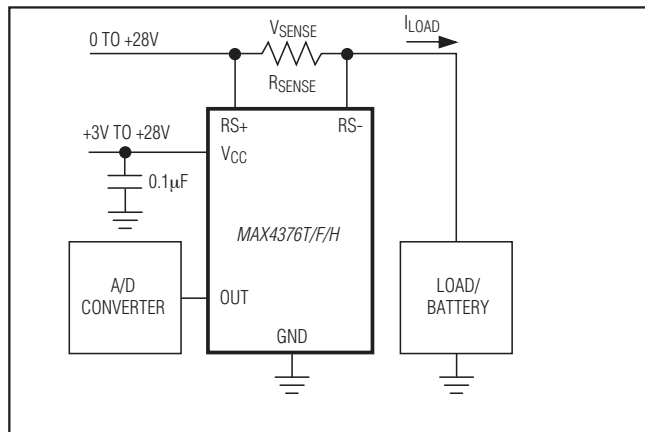 0 TO +28V
VSENSE
ILOAD
RSENSE
RS+
RS-
+3V TO +28V
VCC
0.1µF
MAX4376T/F/H
A/D
CONVERTER
OUT
LOAD/
BATTERY
GND